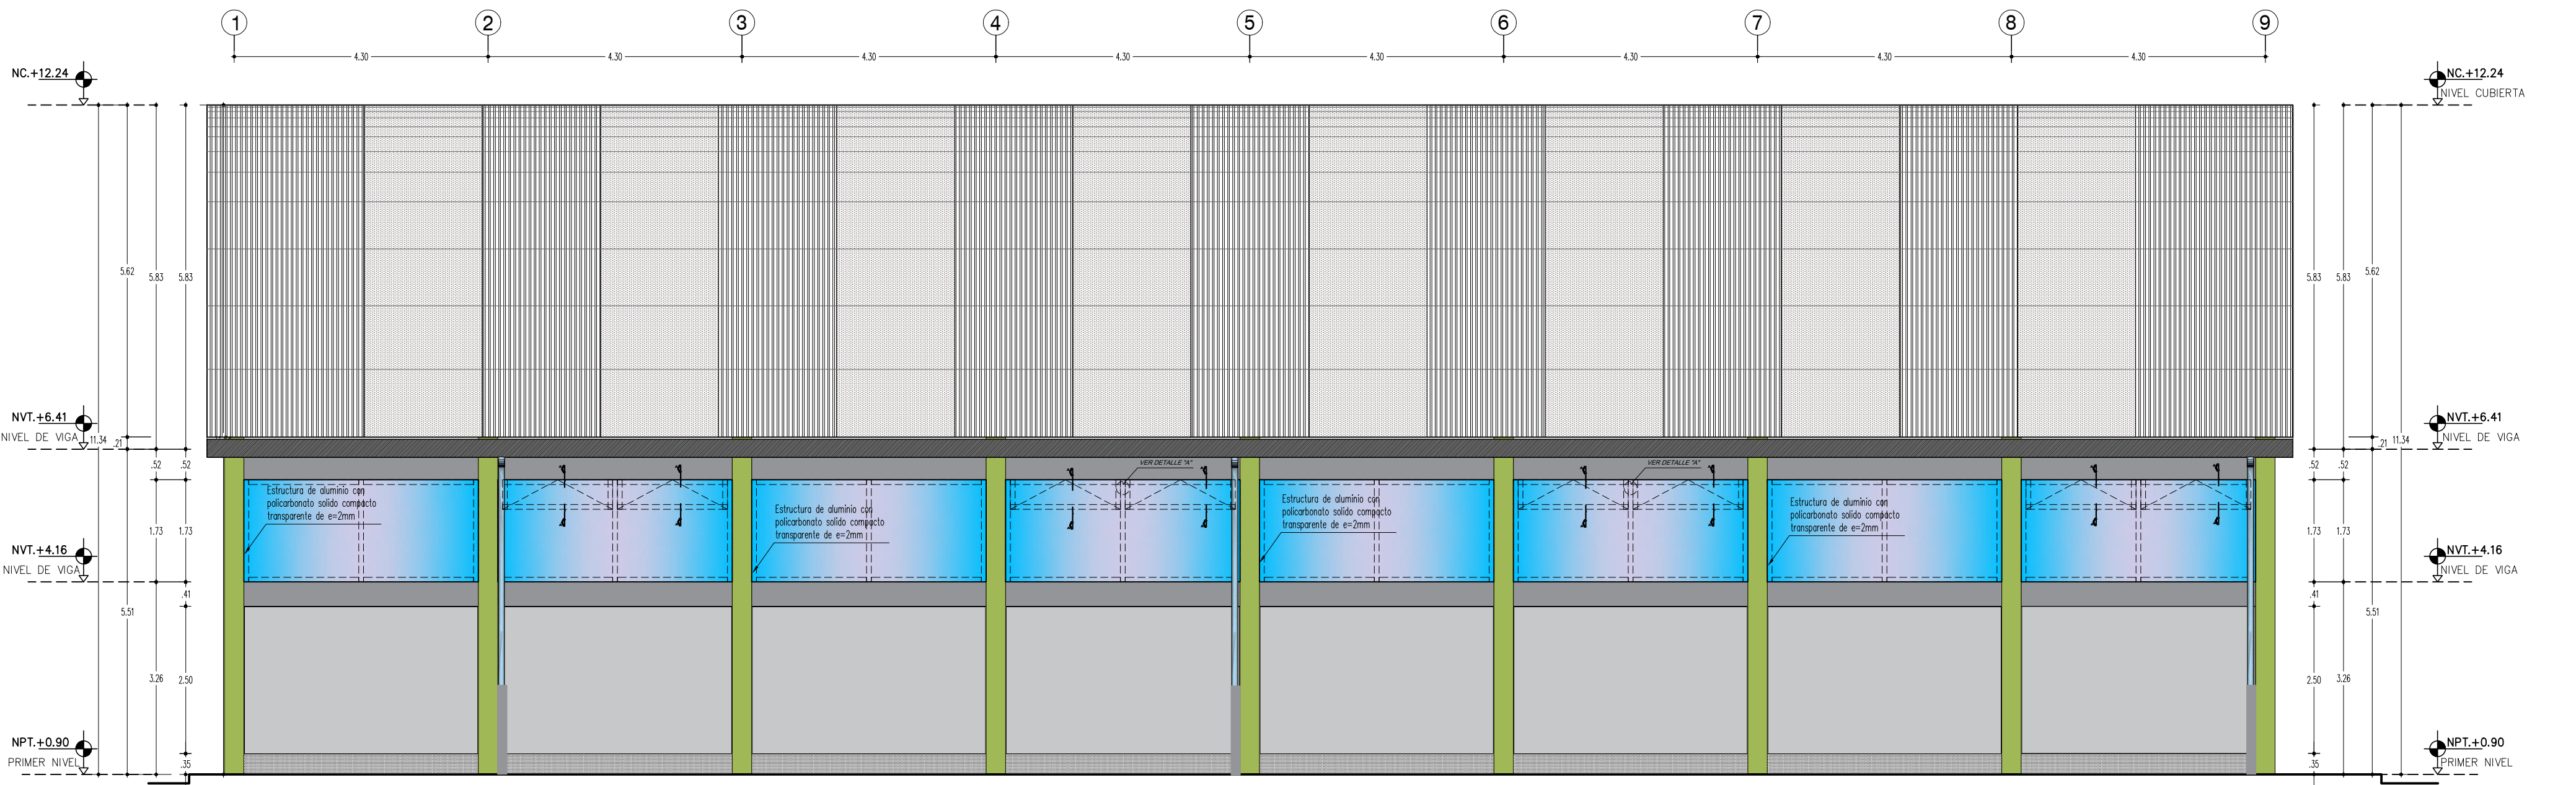 1 2 3 4 5 6 7 8 9
4.30 4.30 4.30 4.30 4.30 4.30 4.30 4.30
NC.+12.24
NC.+12.24
NIVEL CUBIERTA
5.62 5.83 5.83
5.83 5.83 5.62
NVT.+6.41
NIVEL DE VIGA
11.34 .21
NVT.+6.41
NIVEL DE VIGA
.21 11.34
.52 .52
.52 .52
VER DETALLE "A"
VER DETALLE "A"
Estructura de aluminio con
policarbonato solido compacto
transparente de e=2mm
Estructura de aluminio con
policarbonato solido compacto
transparente de e=2mm
Estructura de aluminio con
policarbonato solido compacto
transparente de e=2mm
Estructura de aluminio con
policarbonato solido compacto
transparente de e=2mm
1.73 1.73
1.73 1.73
NVT.+4.16
NIVEL DE VIGA
NVT.+4.16
NIVEL DE VIGA
.41
.41
5.51
5.51
3.26 2.50
2.50 3.26
NPT.+0.90
PRIMER NIVEL
NPT.+0.90
PRIMER NIVEL
.35
.35